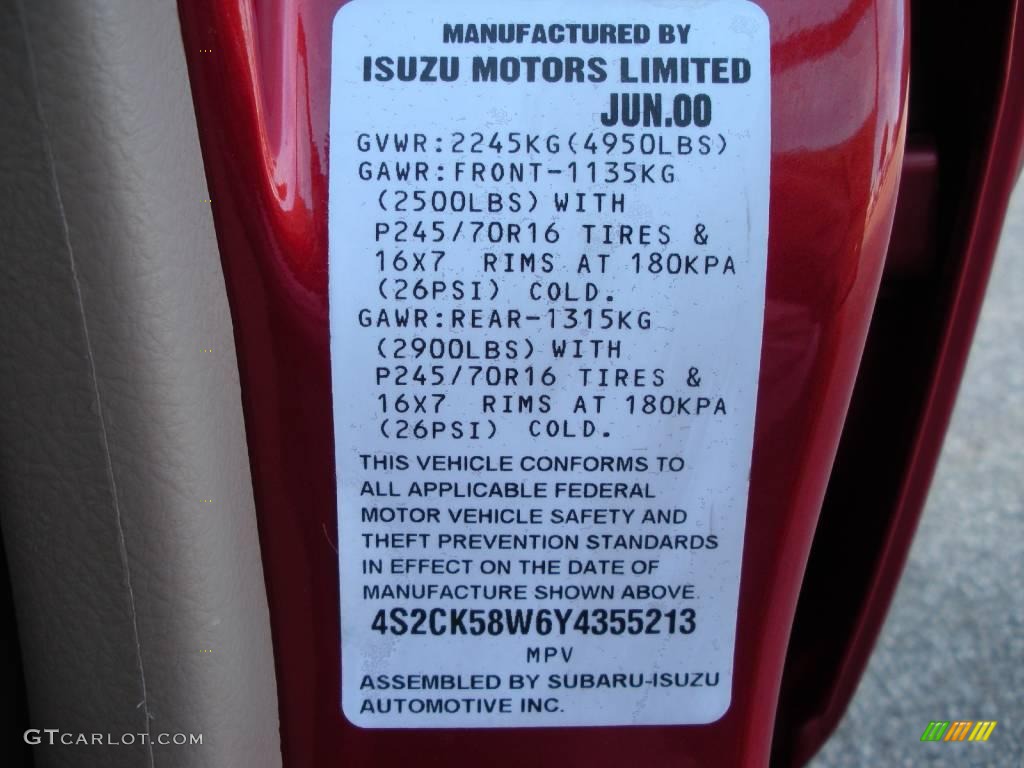 MANUFACTURED BY
ISUZU MOTORS LIMITED
JUN.00
GVWR:2245KG(4950LBS)
GAWR:FRONT-1135KG
(2500LBS) WITH
P245/70R16 TIRES &
16X7 RIMS AT 180KPA
(26PSI) COLD.
GAWR:REAR-1315KG
(2900LBS) WITH
P245/70R16 TIRES &
16X7 RIMS AT 180KPA
(26PSI) COLD.
THIS VEHICLE CONFORMS TO
ALL APPLICABLE FEDERAL
MOTOR VEHICLE SAFETY AND
THEFT PREVENTION STANDARDS
IN EFFECT ON THE DATE OF
MANUFACTURE SHOWN ABOVE.
4S2CK58W6Y4355213
MPV
ASSEMBLED BY SUBARU-ISUZU
AUTOMOTIVE INC.
GTCARLOT.COM